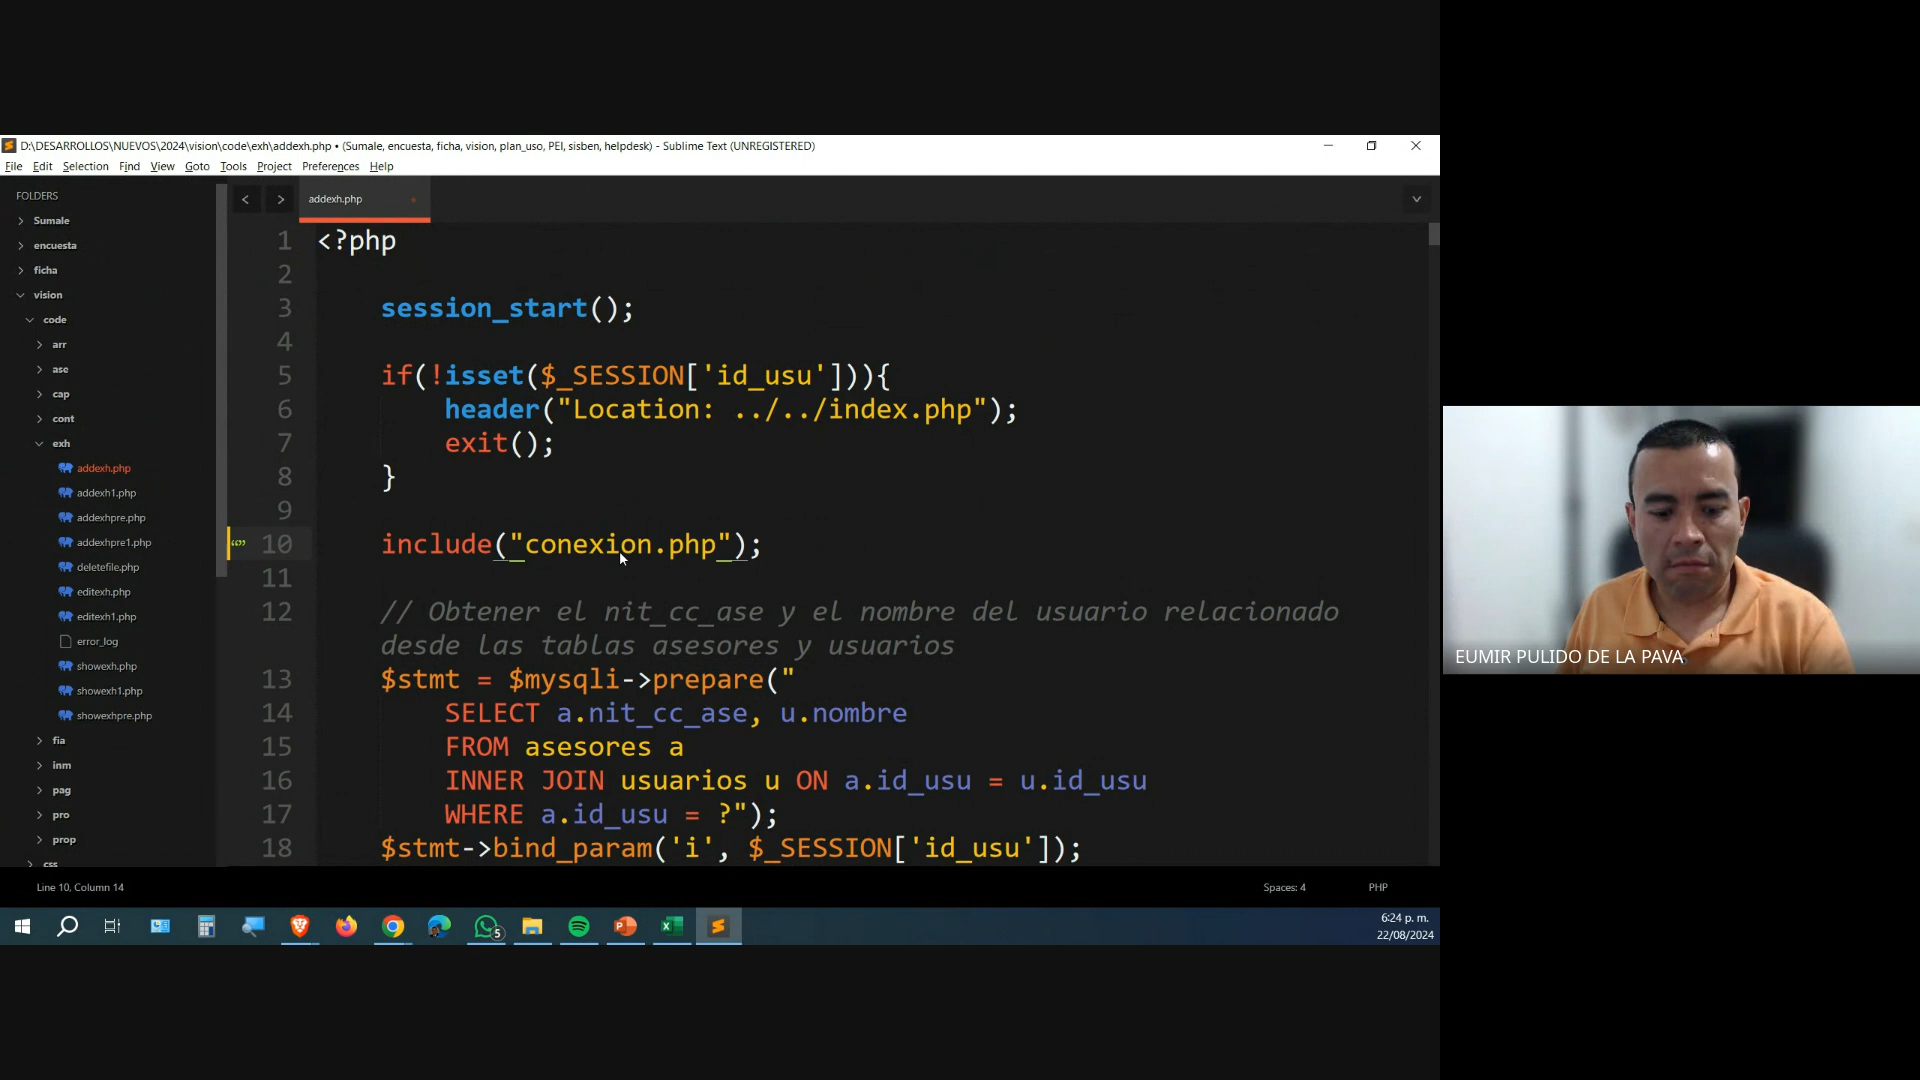 D:\DESARROLLOS\NUEVOS\2024\vision\code\exh\addexh.php • (Sumale, encuesta, ficha, vision, plan_uso, PEI, sisben, helpdesk) - Sublime Text (UNREGISTERED)
File Edit Selection Find View Goto Tools Project Preferences Help
FOLDERS
Sumale
encuesta
ficha
vision
code
arr
ase
cap
cont
exh
addexh.php
addexh1.php
addexhpre.php
addexhpre1.php
deletefile.php
editexh.php
editexh1.php
error_log
showexh.php
showexh1.php
showexhpre.php
fia
inm
pag
pro
prop
css
addexh.php
1 <?php
2
3 session_start();
4
5 if(!isset($_SESSION['id_usu'])){
6 header("Location: ../../index.php");
7 exit();
8 }
9
10 include("conexion.php");
11
12 // Obtener el nit_cc_ase y el nombre del usuario relacionado
desde las tablas asesores y usuarios
13 $stmt = $mysqli->prepare("
14 SELECT a.nit_cc_ase, u.nombre
15 FROM asesores a
16 INNER JOIN usuarios u ON a.id_usu = u.id_usu
17 WHERE a.id_usu = ?");
18 $stmt->bind_param('i', $_SESSION['id_usu']);
Line 10, Column 14
Spaces: 4
PHP
5
6:24 p. m.
22/08/2024
EUMIR PULIDO DE LA PAVA